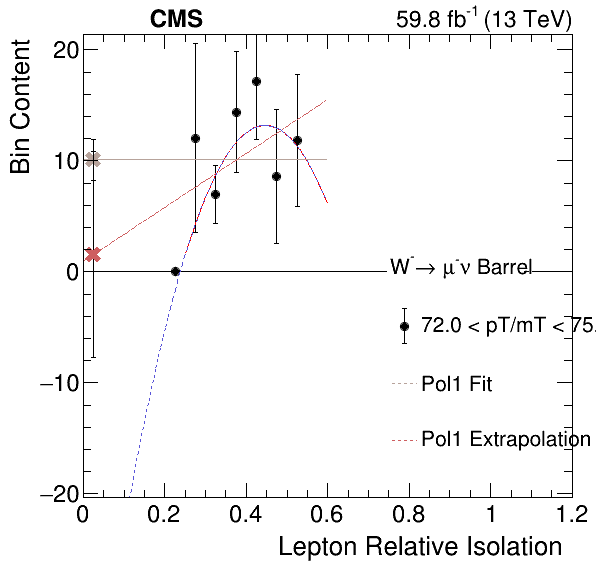 CMS 59.8 fb⁻¹ (13 TeV)
Bin Content
20
10
0
−10
−20
W⁻→ μ⁻ν Barrel
72.0 < pT/mT < 75.
Pol1 Fit
Pol1 Extrapolation
0 0.2 0.4 0.6 0.8 1 1.2
Lepton Relative Isolation